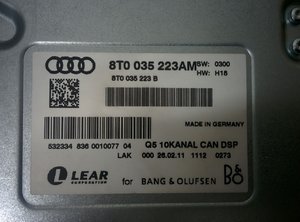 8T0 035 223AM SW: 0300
8T0 035 223 B HW: H16
MADE IN GERMANY
532334 836 0010077 04 Q5 10KANAL CAN DSP
LAK 000 26.02.11 1112 0273
LEAR for BANG & OLUFSEN B&O
CORPORATION